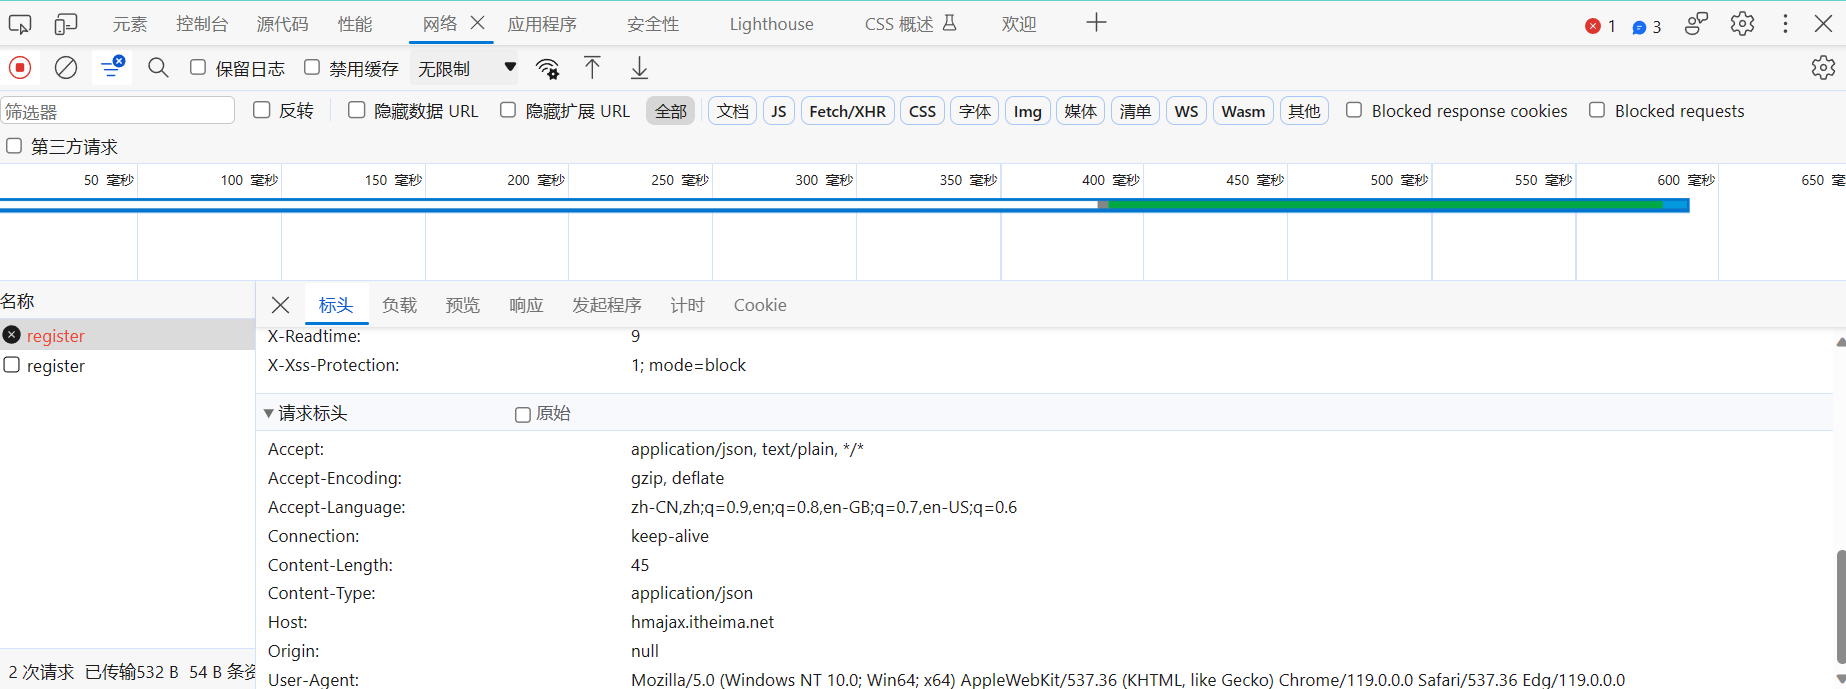 元素 控制台 源代码 性能 网络 应用程序 安全性 Lighthouse CSS 概述 欢迎 1 3
保留日志 禁用缓存 无限制
筛选器 反转 隐藏数据 URL 隐藏扩展 URL 全部 文档 JS Fetch/XHR CSS 字体 Img 媒体 清单 WS Wasm 其他 Blocked response cookies Blocked requests
第三方请求
50 毫秒 100 毫秒 150 毫秒 200 毫秒 250 毫秒 300 毫秒 350 毫秒 400 毫秒 450 毫秒 500 毫秒 550 毫秒 600 毫秒 650 毫
名称
register
register
2 次请求 已传输532 B 54 B 条资
标头 负载 预览 响应 发起程序 计时 Cookie
X-Readtime: 9
X-Xss-Protection: 1; mode=block
请求标头 原始
Accept: application/json, text/plain, */*
Accept-Encoding: gzip, deflate
Accept-Language: zh-CN,zh;q=0.9,en;q=0.8,en-GB;q=0.7,en-US;q=0.6
Connection: keep-alive
Content-Length: 45
Content-Type: application/json
Host: hmajax.itheima.net
Origin: null
User-Agent: Mozilla/5.0 (Windows NT 10.0; Win64; x64) AppleWebKit/537.36 (KHTML, like Gecko) Chrome/119.0.0.0 Safari/537.36 Edg/119.0.0.0